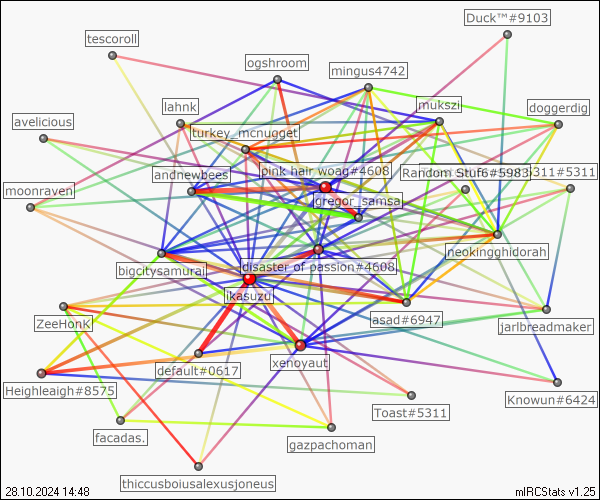 Duck™#9103
tescoroll
ogshroom
mingus4742
lahnk
mukszi
doggerdig
avelicious
turkey_mcnugget
andnewbees
pink hair woag#4608
Random Stuf6#5983
i311#5311
moonraven
gregor_samsa
neokingghidorah
bigcitysamurai
disaster of passion#4608
ikasuzu
ZeeHonK
asad#6947
jarlbreadmaker
default#0617
xenoyaut
Heighleaigh#8575
Toast#5311
Knowun#6424
facadas.
gazpachoman
thiccusboiusalexusjoneus
28.10.2024 14:48
mIRCStats v1.25